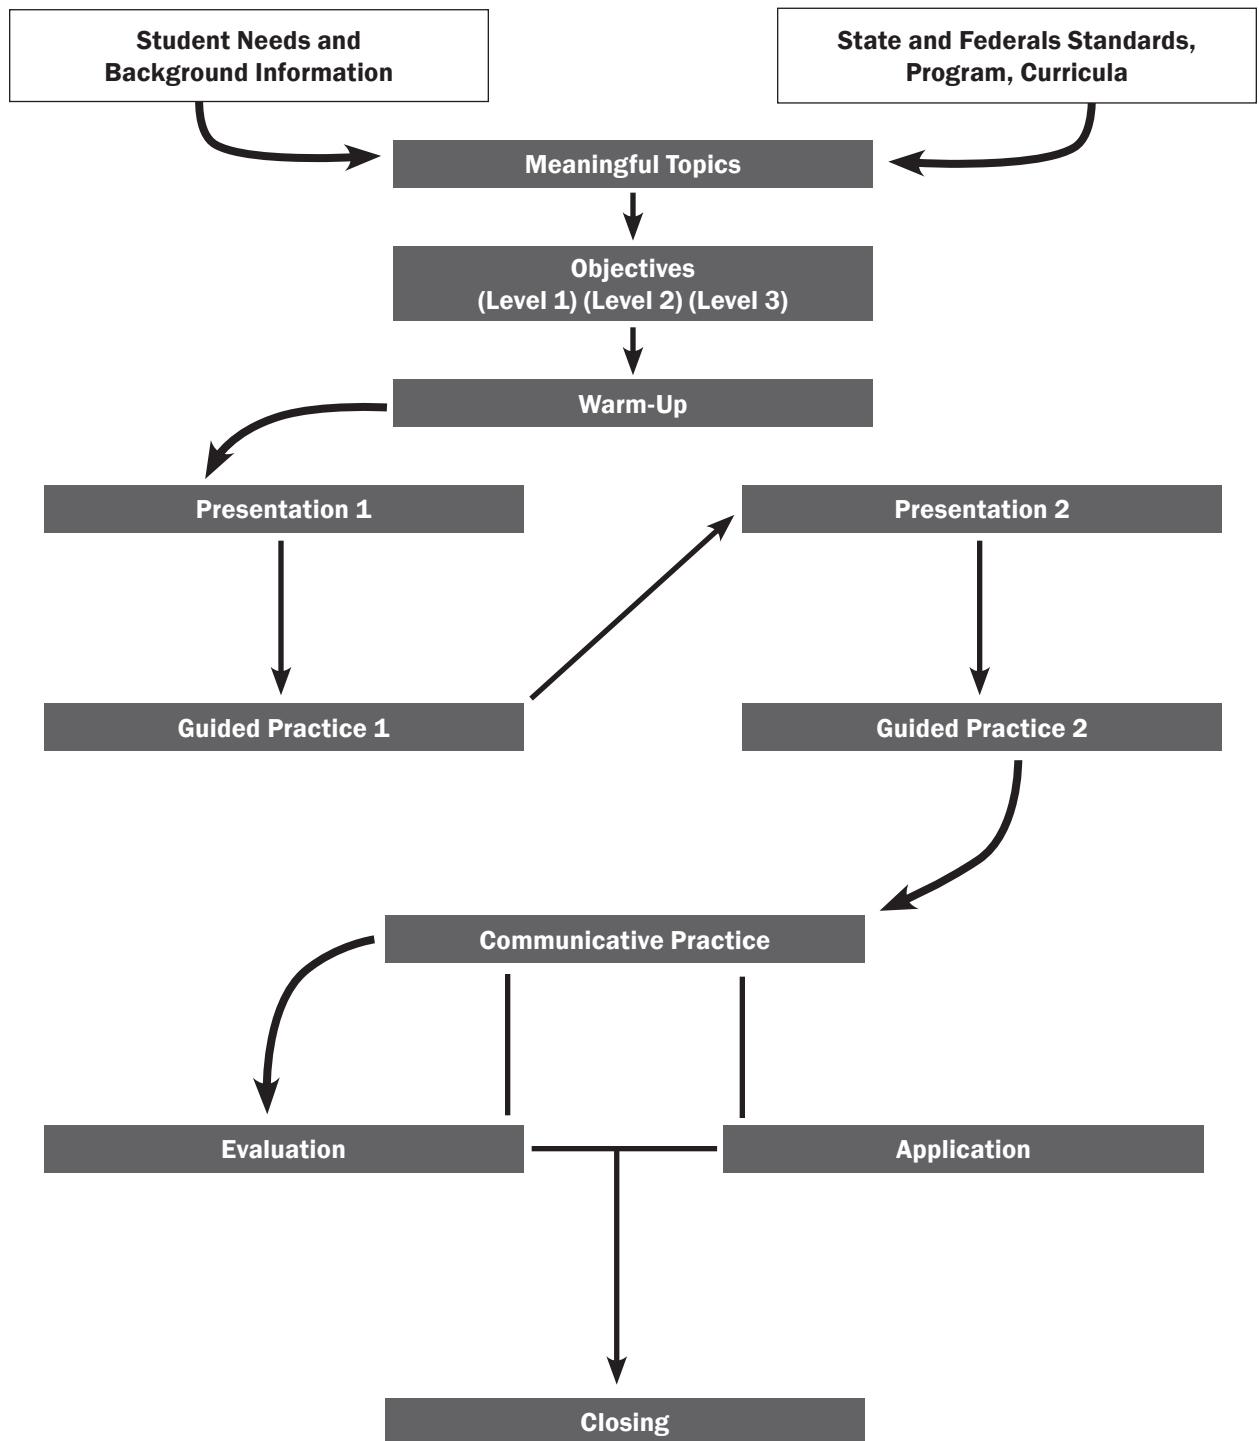 Student Needs and
Background Information
State and Federals Standards,
Program, Curricula
Meaningful Topics
Objectives
(Level 1) (Level 2) (Level 3)
Warm-Up
Presentation 1
Presentation 2
Guided Practice 1
Guided Practice 2
Communicative Practice
Evaluation
Application
Closing